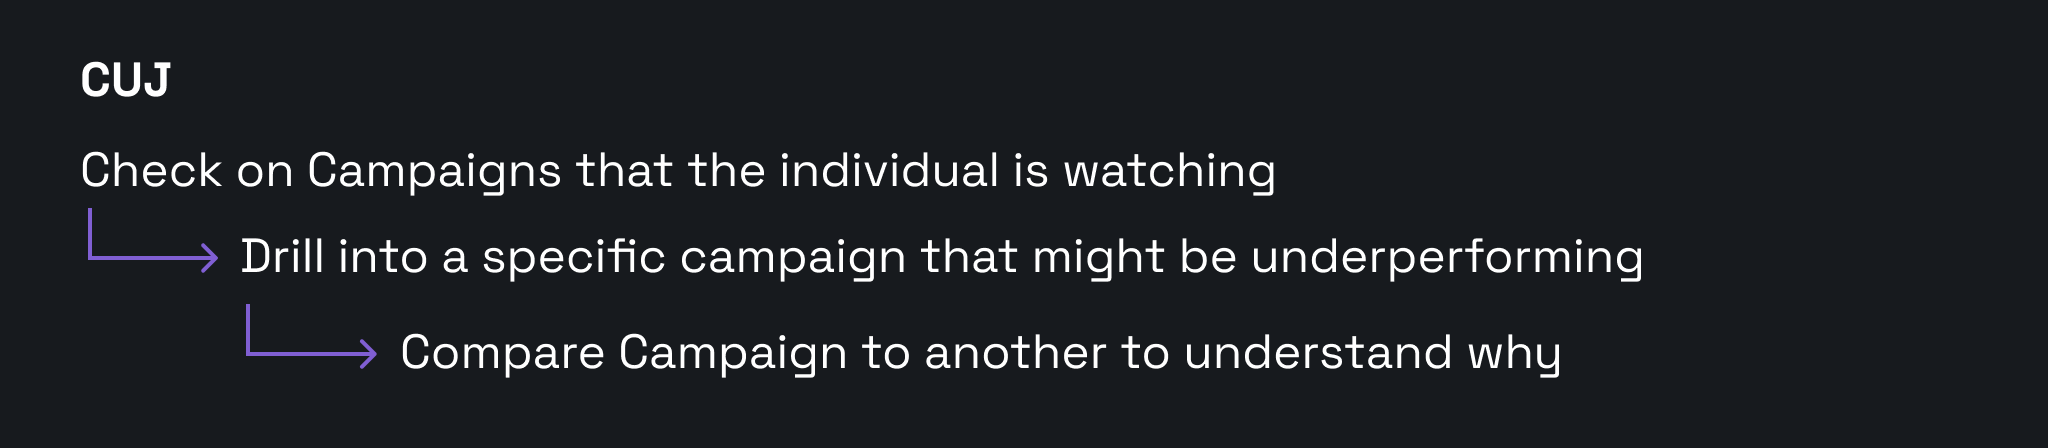 CUJ
Check on Campaigns that the individual is watching
Drill into a specific campaign that might be underperforming
Compare Campaign to another to understand why